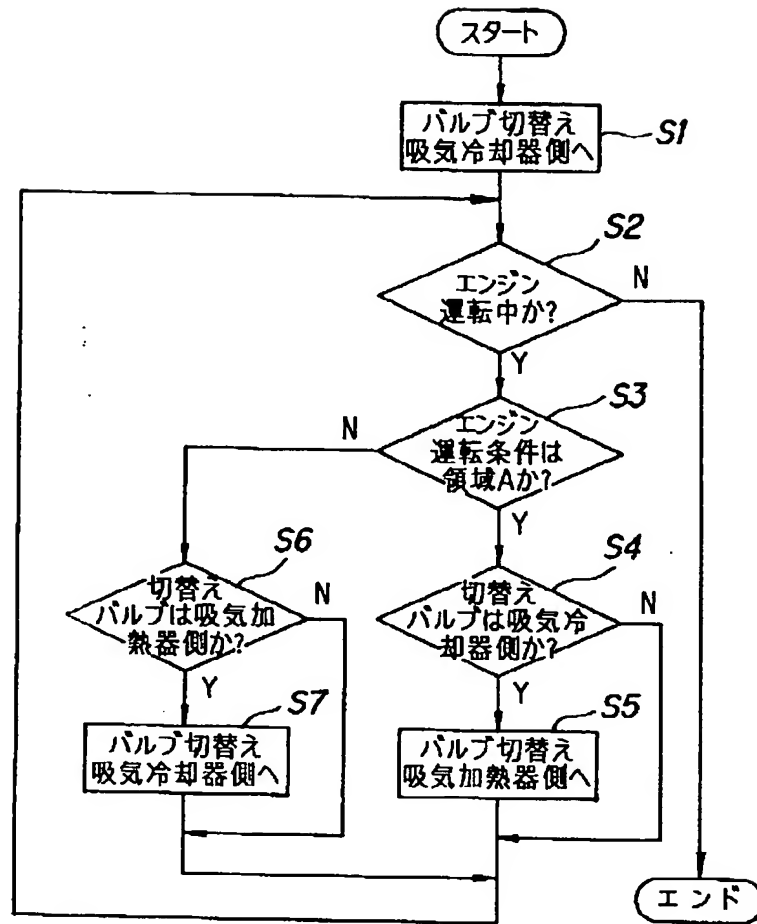 スタート
バルブ切替え
吸気冷却器側へ
S1
S2
エンジン
運転中か?
N
Y
S3
エンジン
運転条件は
領域Aか?
N
Y
S6
切替え
バルブは吸気加
熱器側か?
N
Y
S4
切替え
バルブは吸気冷
却器側か?
N
Y
S7
バルブ切替え
吸気冷却器側へ
S5
バルブ切替え
吸気加熱器側へ
エンド